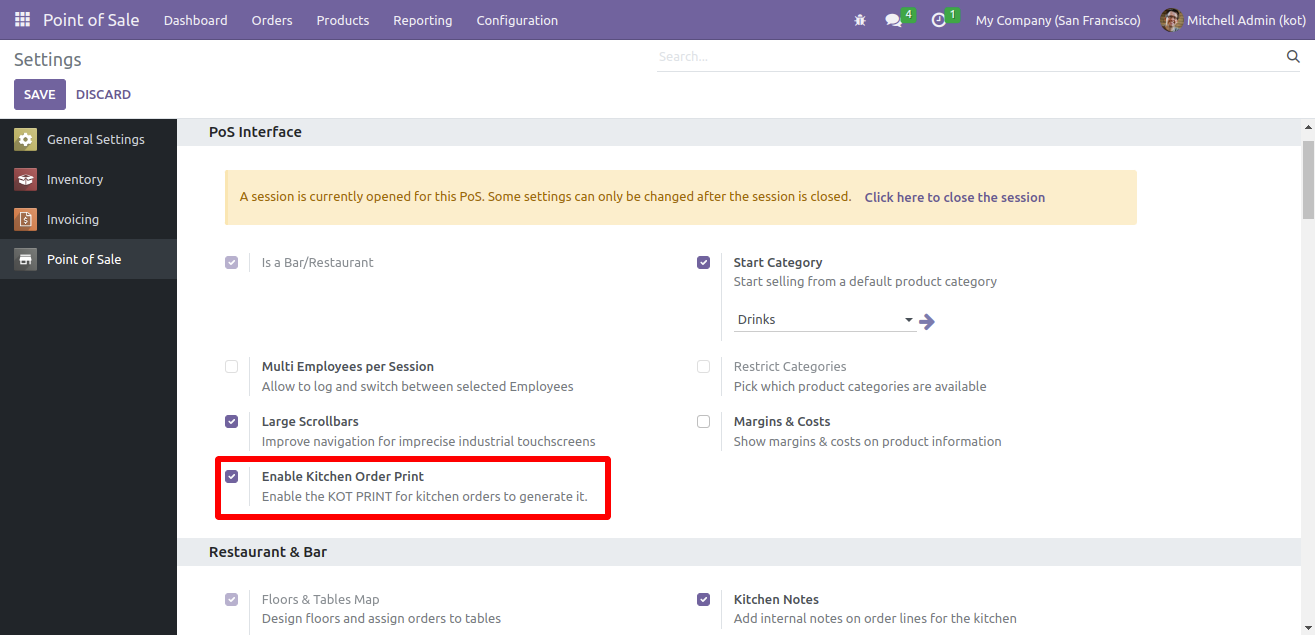 Point of Sale Dashboard Orders Products Reporting Configuration 4 1 My Company (San Francisco) Mitchell Admin (kot)
Settings
Search...
SAVE DISCARD
General Settings
Inventory
Invoicing
Point of Sale
PoS Interface
A session is currently opened for this PoS. Some settings can only be changed after the session is closed. Click here to close the session
Is a Bar/Restaurant
Start Category
Start selling from a default product category
Drinks
Multi Employees per Session
Allow to log and switch between selected Employees
Restrict Categories
Pick which product categories are available
Large Scrollbars
Improve navigation for imprecise industrial touchscreens
Margins & Costs
Show margins & costs on product information
Enable Kitchen Order Print
Enable the KOT PRINT for kitchen orders to generate it.
Restaurant & Bar
Floors & Tables Map
Design floors and assign orders to tables
Kitchen Notes
Add internal notes on order lines for the kitchen